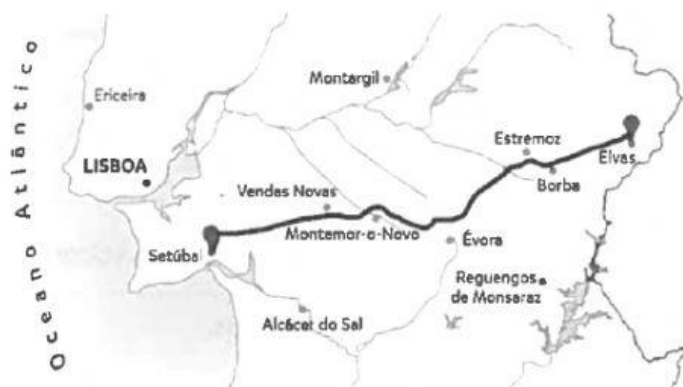 Oceano Atlântico
Montargil
Ericeira
Estremoz
LISBOA
Elvas
Borba
Vendas Novas
Montemor-o-Novo
Évora
Setúbal
Reguengos
de Monsaraz
Alcácer do Sal